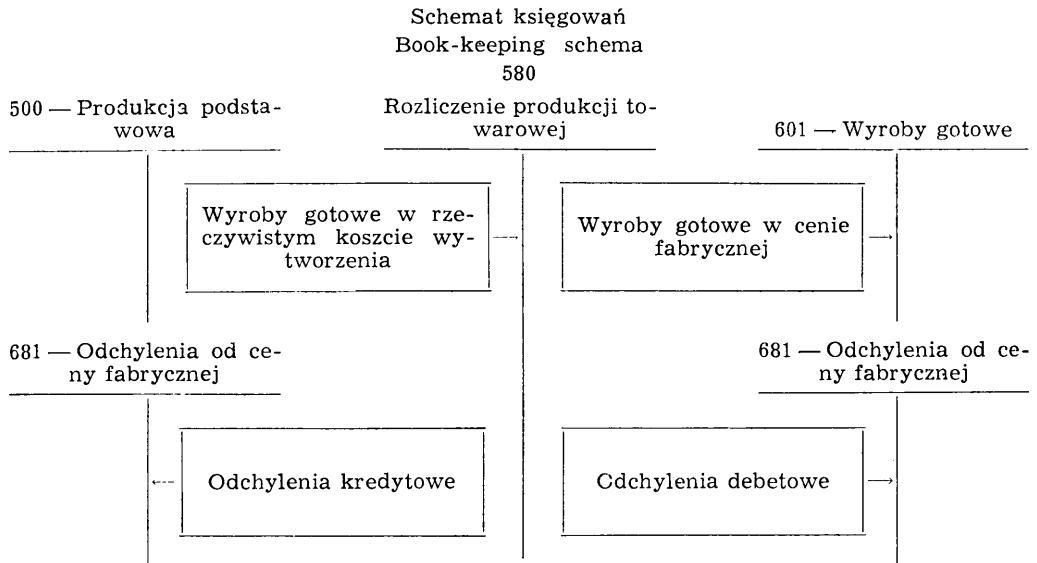 Schemat księgowań
Book-keeping schema
580
500 — Produkcja podsta-
wowa
Rozliczenie produkcji to-
warowej
601 — Wyroby gotowe
Wyroby gotowe w rze-
czywistym koszcie wy-
tworzenia
Wyroby gotowe w cenie
fabrycznej
681 — Odchylenia od ce-
ny fabrycznej
681 — Odchylenia od ce-
ny fabrycznej
Odchylenia kredytowe
Odchylenia debetowe